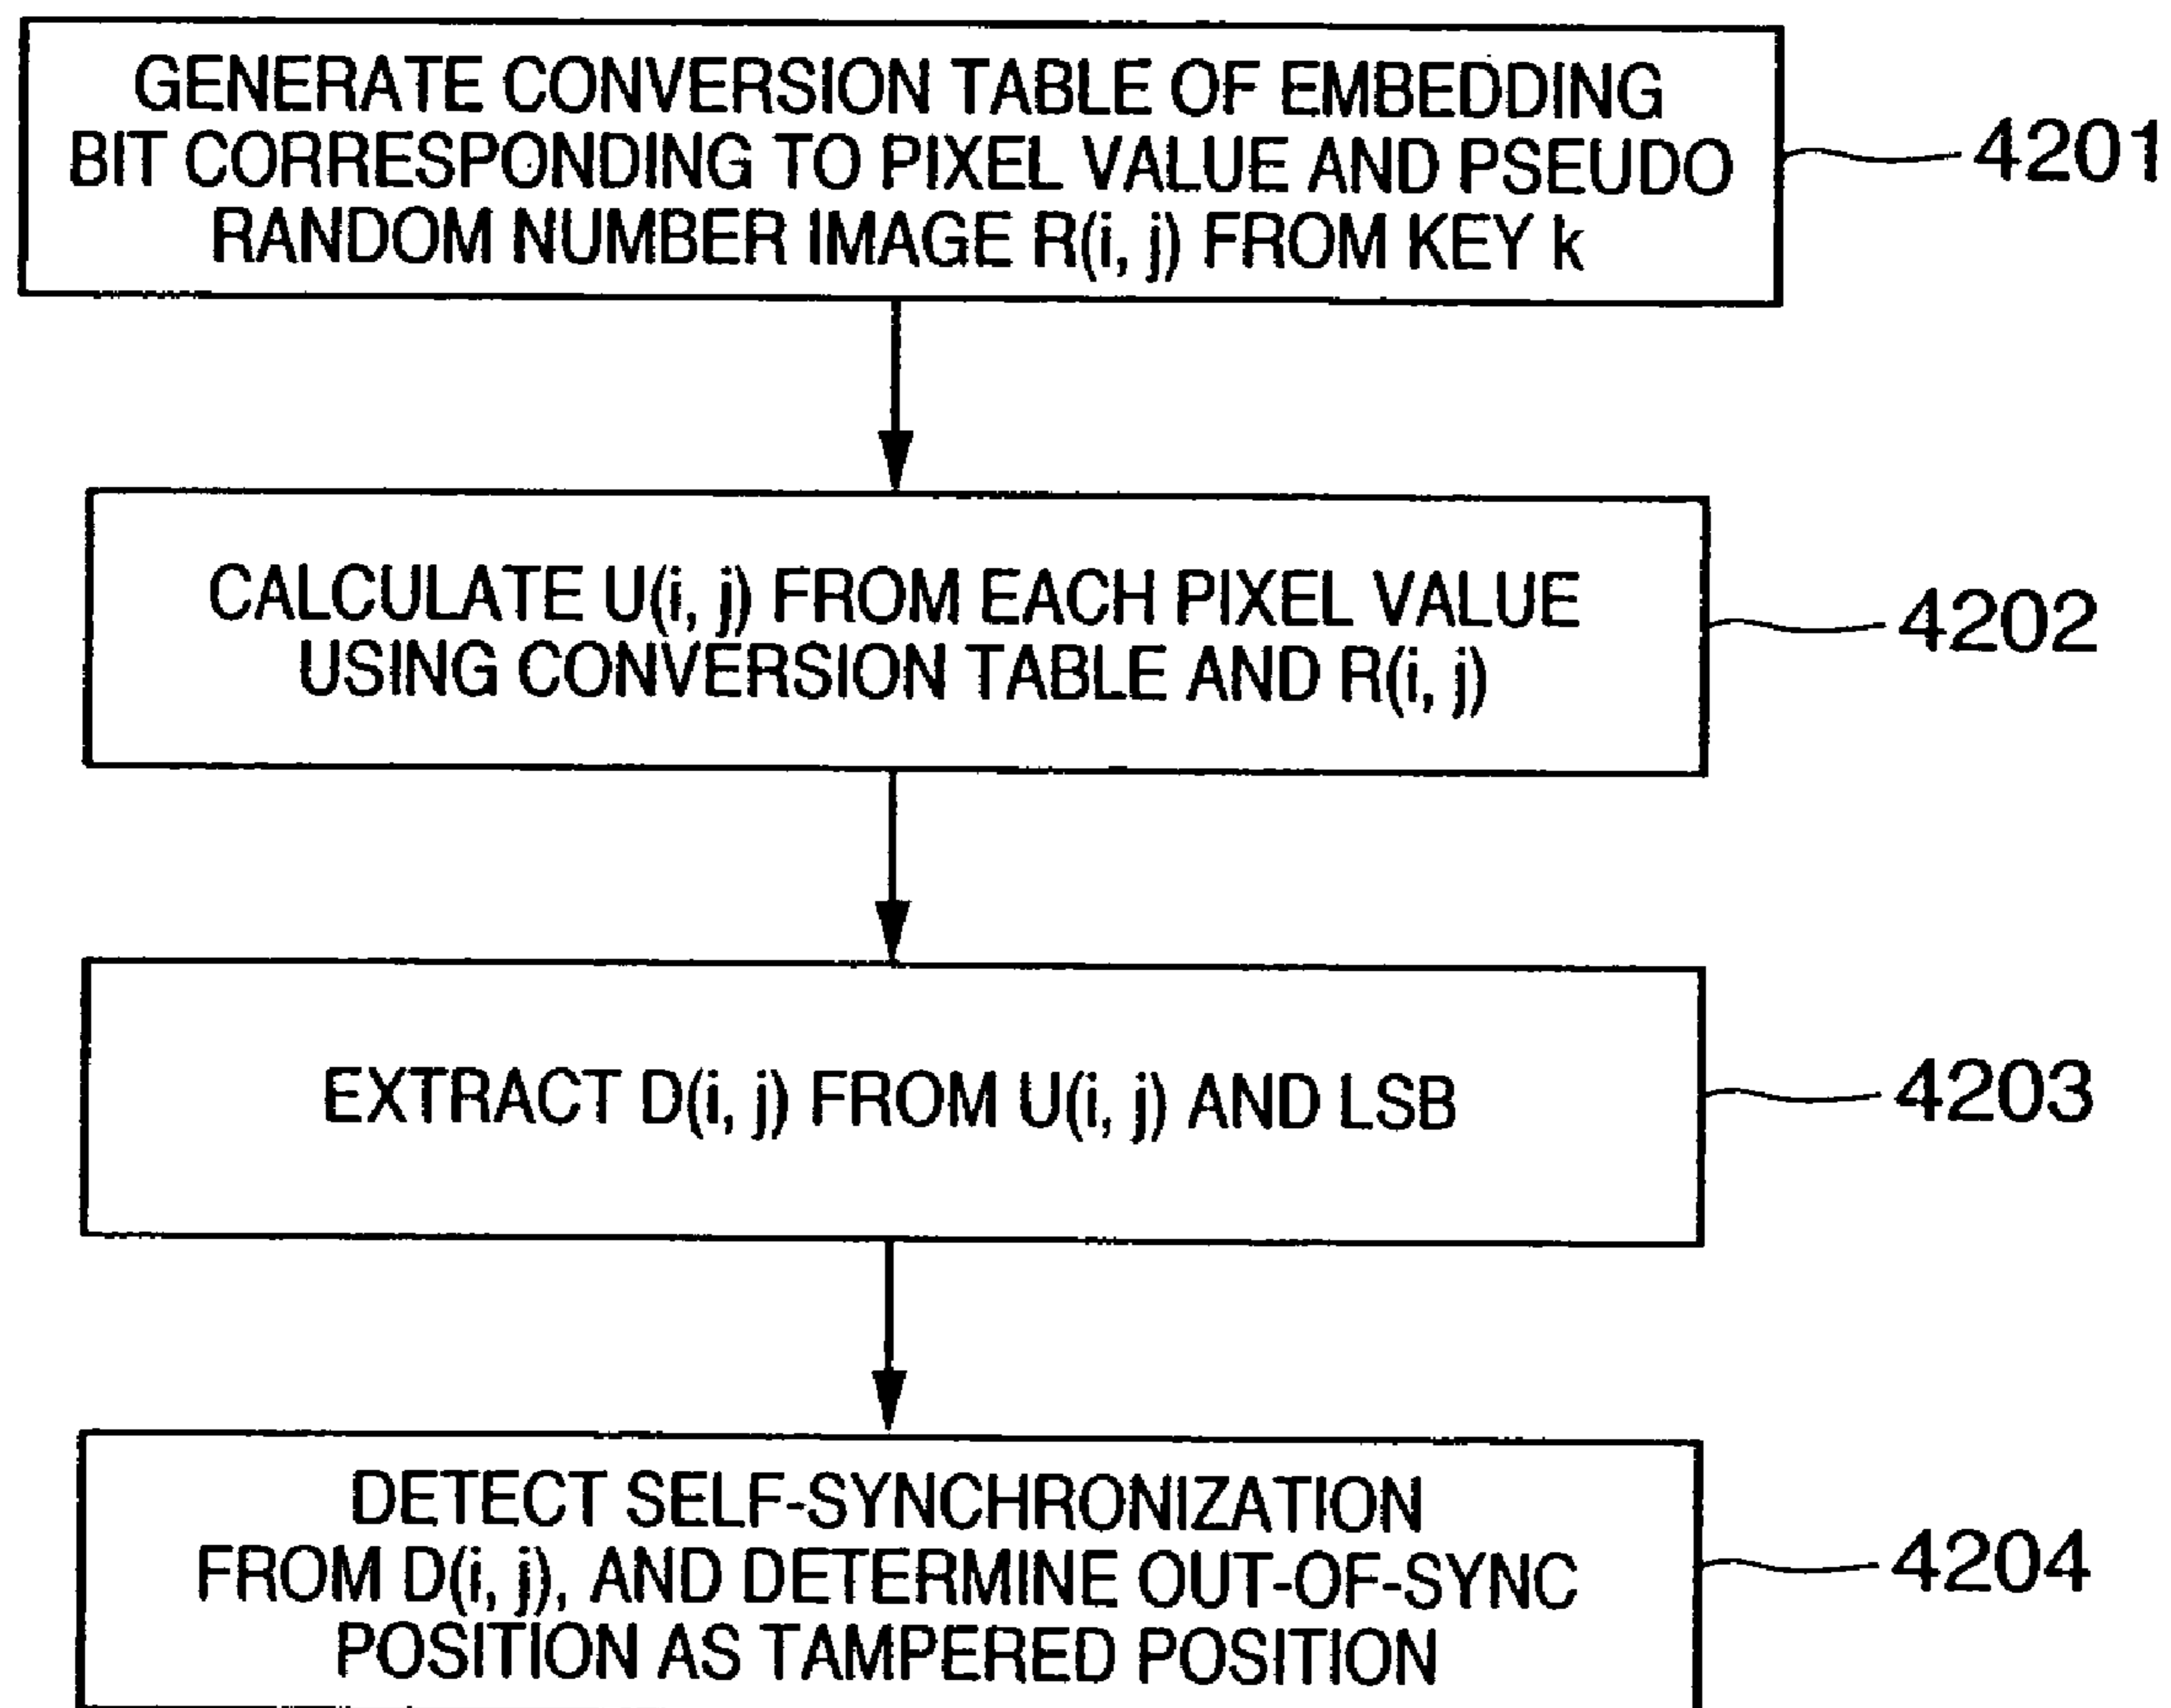 GENERATE CONVERSION TABLE OF EMBEDDING
BIT CORRESPONDING TO PIXEL VALUE AND PSEUDO
RANDOM NUMBER IMAGE R(i, j) FROM KEY k
4201
CALCULATE U(i, j) FROM EACH PIXEL VALUE
USING CONVERSION TABLE AND R(i, j)
4202
EXTRACT D(i, j) FROM U(i, j) AND LSB
4203
DETECT SELF-SYNCHRONIZATION
FROM D(i, j), AND DETERMINE OUT-OF-SYNC
POSITION AS TAMPERED POSITION
4204